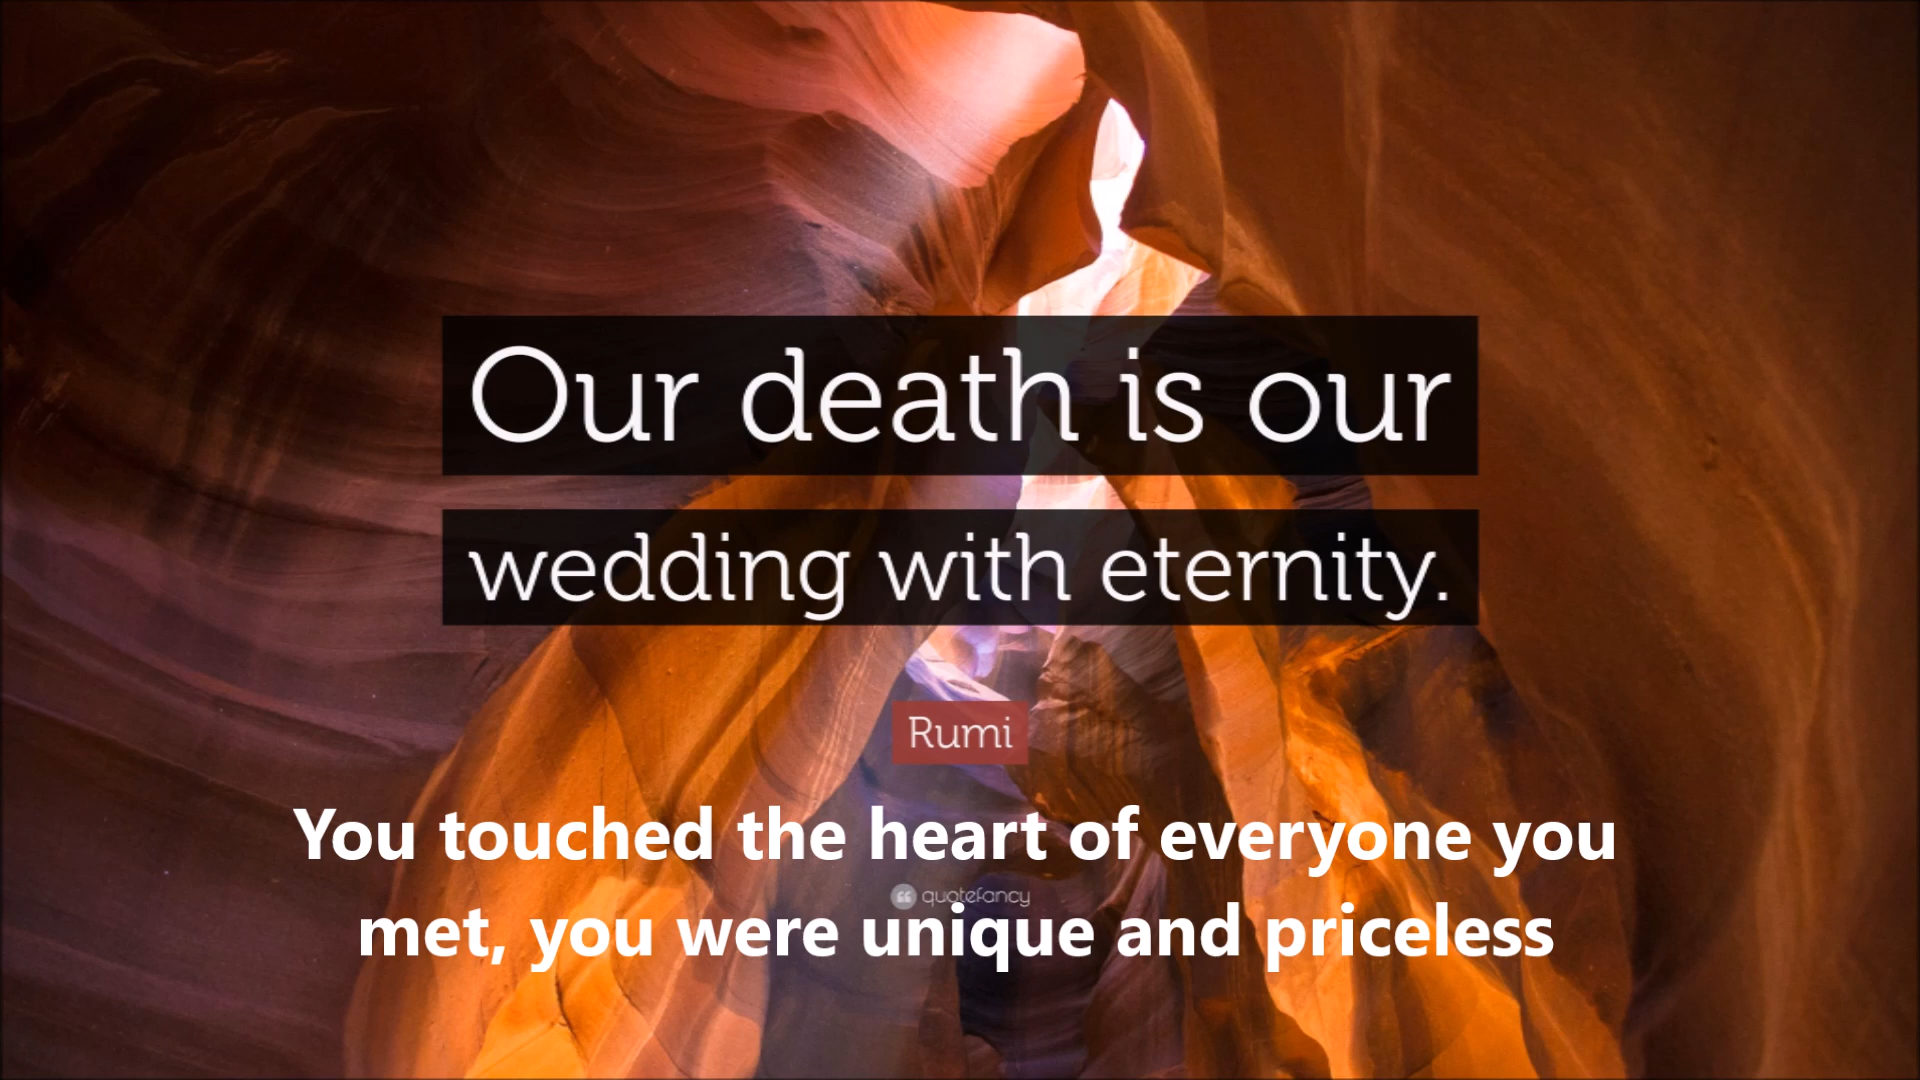 Our death is our
wedding with eternity.
Rumi
You touched the heart of everyone you
quotefancy
met, you were unique and priceless